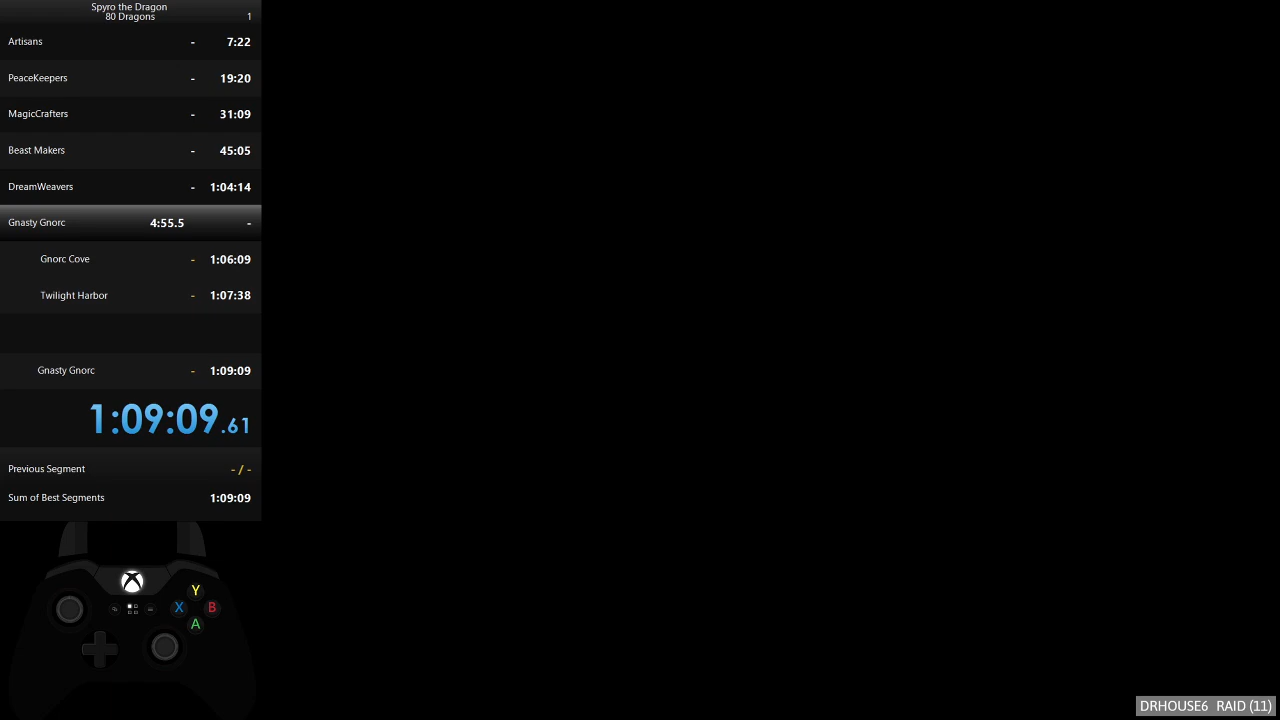 Spyro the Dragon
80 Dragons 1
Artisans - 7:22
PeaceKeepers - 19:20
MagicCrafters - 31:09
Beast Makers - 45:05
DreamWeavers - 1:04:14
Gnasty Gnorc 4:55.5 -
Gnorc Cove - 1:06:09
Twilight Harbor - 1:07:38
Gnasty Gnorc - 1:09:09
1:09:09.61
Previous Segment - / -
Sum of Best Segments 1:09:09
Y
X B
A
DRHOUSE6 RAID (11)